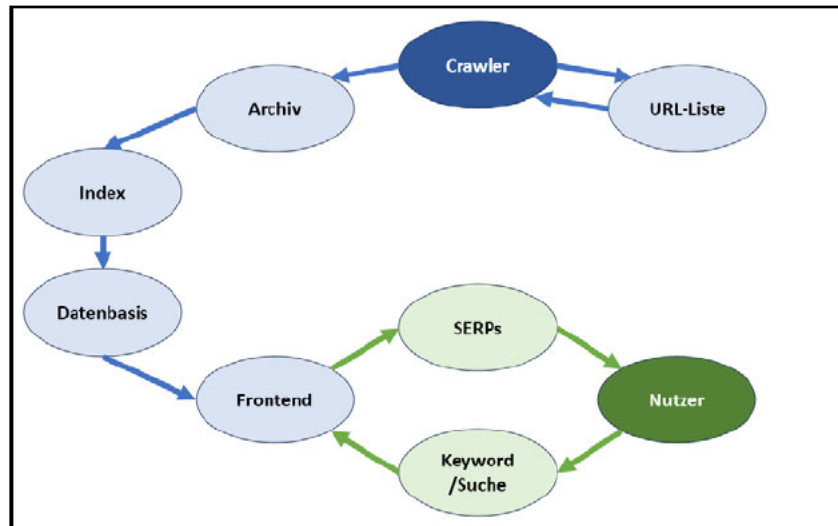 Crawler
Archiv
URL-Liste
Index
Datenbasis
SERPs
Frontend
Nutzer
Keyword
/Suche